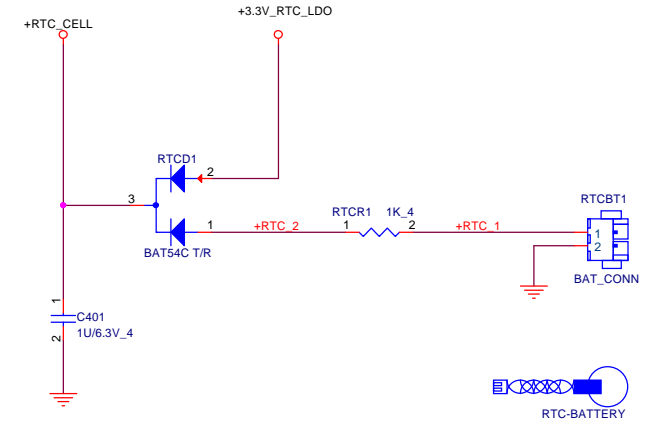 +3.3V_RTC_LDO
+RTC_CELL
RTCD1
2
3
1
+RTC_2
RTCR1 1K_4
1
2
+RTC_1
BAT54C T/R
RTCBT1
1
2
BAT_CONN
1
C401
1U/6.3V_4
2
RTC-BATTERY